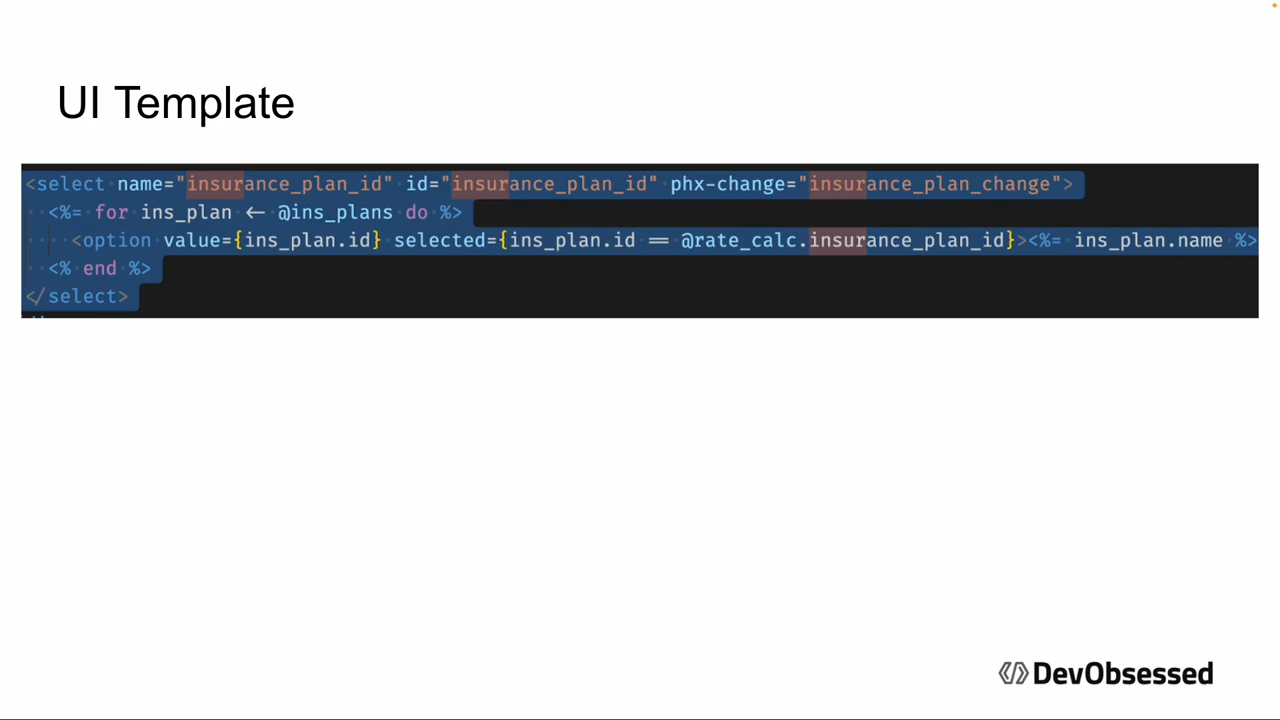 UI Template
<select name="insurance_plan_id" id="insurance_plan_id" phx-change="insurance_plan_change">
<%= for ins_plan <- @ins_plans do %>
<option value={ins_plan.id} selected={ins_plan.id == @rate_calc.insurance_plan_id}><%= ins_plan.name %>
<% end %>
</select>
</> DevObsessed